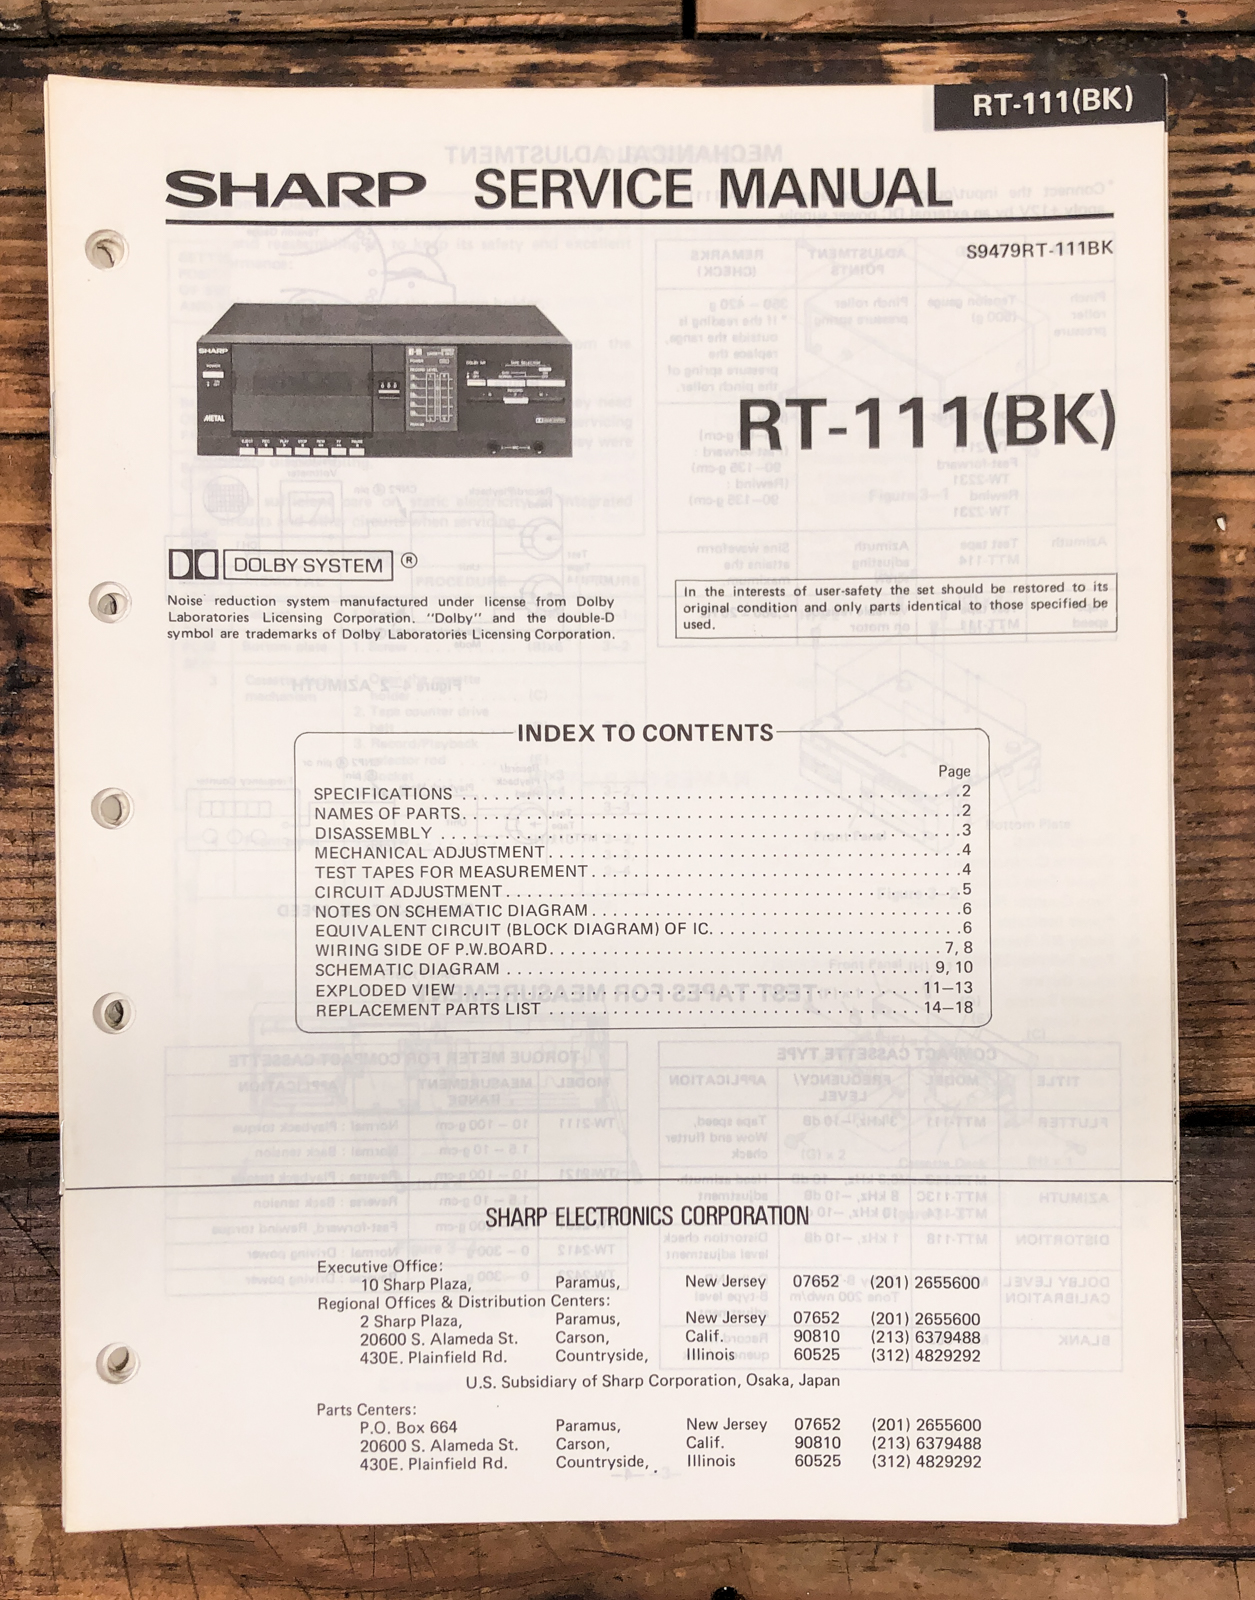 RT-111(BK)
SHARP SERVICE MANUAL
S9479RT-111BK
SHARP
METAL
RT-111(BK)
DOLBY SYSTEM ®
Noise reduction system manufactured under license from Dolby
Laboratories Licensing Corporation. "Dolby" and the double-D
symbol are trademarks of Dolby Laboratories Licensing Corporation.
In the interests of user-safety the set should be restored to its
original condition and only parts identical to those specified be
used.
INDEX TO CONTENTS
Page
SPECIFICATIONS . . . . . . . . . . 2
NAMES OF PARTS. . . . . . . . . . 2
DISASSEMBLY . . . . . . . . . . 3
MECHANICAL ADJUSTMENT. . . . . . . . . . 4
TEST TAPES FOR MEASUREMENT. . . . . . . . . . 4
CIRCUIT ADJUSTMENT. . . . . . . . . . 5
NOTES ON SCHEMATIC DIAGRAM. . . . . . . . . . 6
EQUIVALENT CIRCUIT (BLOCK DIAGRAM) OF IC. . . . . . . . . . 6
WIRING SIDE OF P.W.BOARD. . . . . . . . . . 7, 8
SCHEMATIC DIAGRAM . . . . . . . . . . 9, 10
EXPLODED VIEW . . . . . . . . . . 11–13
REPLACEMENT PARTS LIST . . . . . . . . . . 14–18
SHARP ELECTRONICS CORPORATION
Executive Office:
10 Sharp Plaza, Paramus, New Jersey 07652 (201) 2655600
Regional Offices & Distribution Centers:
2 Sharp Plaza, Paramus, New Jersey 07652 (201) 2655600
20600 S. Alameda St. Carson, Calif. 90810 (213) 6379488
430E. Plainfield Rd. Countryside, Illinois 60525 (312) 4829292
U.S. Subsidiary of Sharp Corporation, Osaka, Japan
Parts Centers:
P.O. Box 664 Paramus, New Jersey 07652 (201) 2655600
20600 S. Alameda St. Carson, Calif. 90810 (213) 6379488
430E. Plainfield Rd. Countryside, Illinois 60525 (312) 4829292